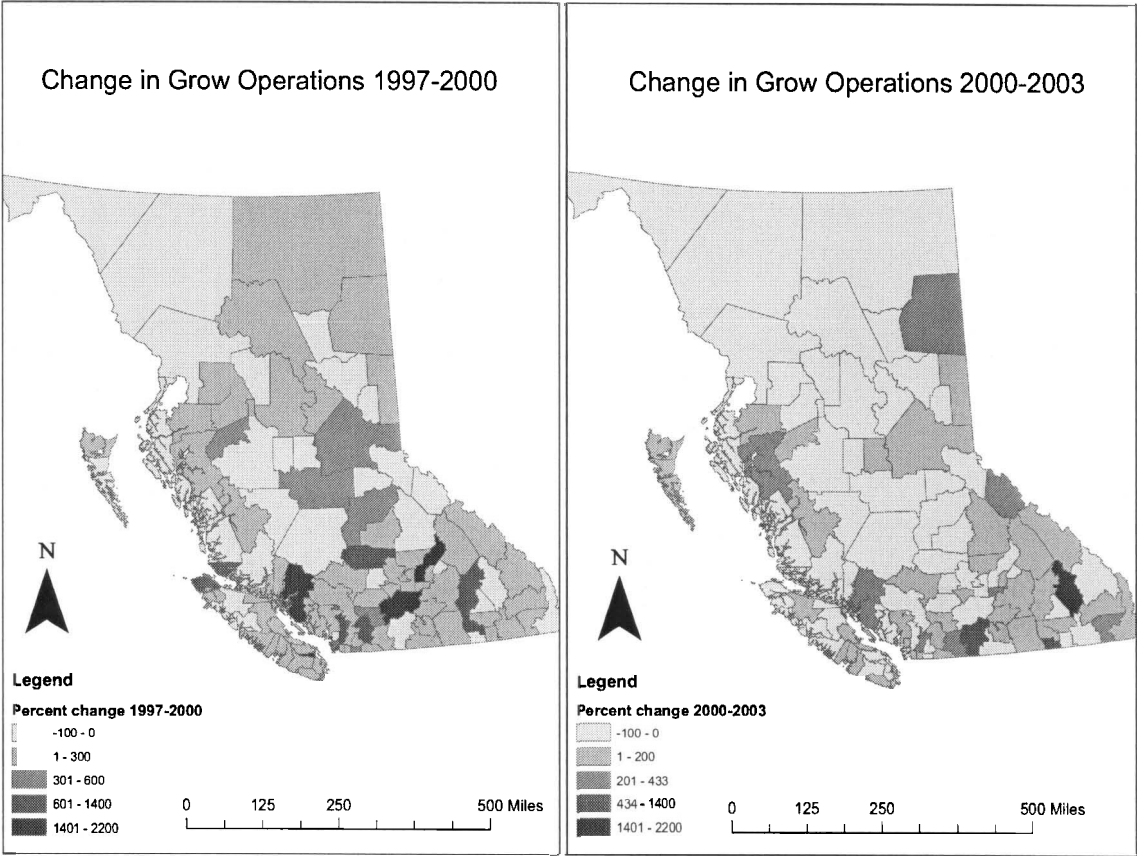 Change in Grow Operations 1997-2000
N
Legend
Percent change 1997-2000
-100 - 0
1 - 300
301 - 600
601 - 1400
1401 - 2200
0 125 250 500 Miles
Change in Grow Operations 2000-2003
N
Legend
Percent change 2000-2003
-100 - 0
1 - 200
201 - 433
434 - 1400
1401 - 2200
0 125 250 500 Miles